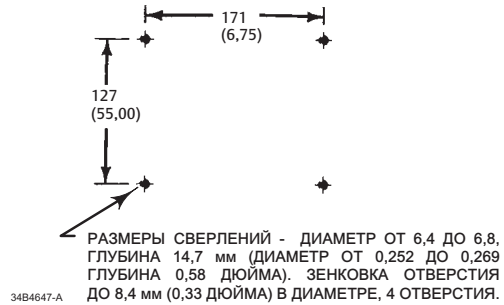 171
(6,75)
127
(55,00)
РАЗМЕРЫ СВЕРЛЕНИЙ - ДИАМЕТР ОТ 6,4 ДО 6,8,
ГЛУБИНА 14,7 мм (ДИАМЕТР ОТ 0,252 ДО 0,269
ГЛУБИНА 0,58 ДЮЙМА). ЗЕНКОВКА ОТВЕРСТИЯ
ДО 8,4 мм (0,33 ДЮЙМА) В ДИАМЕТРЕ, 4 ОТВЕРСТИЯ.
34B4647-A